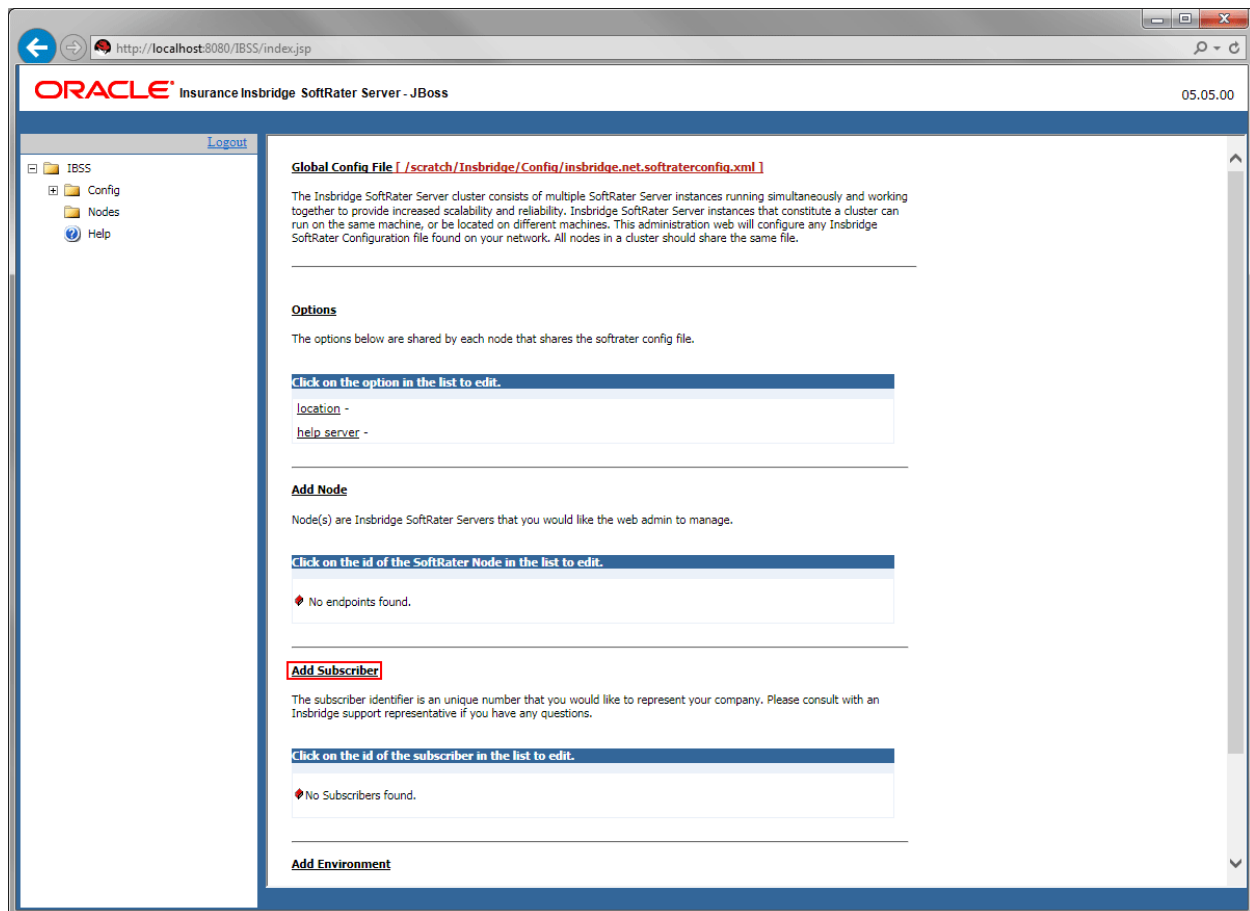 http://localhost:8080/IBSS/index.jsp
ORACLE® Insurance Insbridge SoftRater Server - JBoss
05.05.00
Logout
IBSS
Config
Nodes
Help
Global Config File [ /scratch/Insbridge/Config/insbridge.net.softraterconfig.xml ]
The Insbridge SoftRater Server cluster consists of multiple SoftRater Server instances running simultaneously and working
together to provide increased scalability and reliability. Insbridge SoftRater Server instances that constitute a cluster can
run on the same machine, or be located on different machines. This administration web will configure any Insbridge
SoftRater Configuration file found on your network. All nodes in a cluster should share the same file.
Options
The options below are shared by each node that shares the softrater config file.
Click on the option in the list to edit.
location -
help server -
Add Node
Node(s) are Insbridge SoftRater Servers that you would like the web admin to manage.
Click on the id of the SoftRater Node in the list to edit.
No endpoints found.
Add Subscriber
The subscriber identifier is an unique number that you would like to represent your company. Please consult with an
Insbridge support representative if you have any questions.
Click on the id of the subscriber in the list to edit.
No Subscribers found.
Add Environment